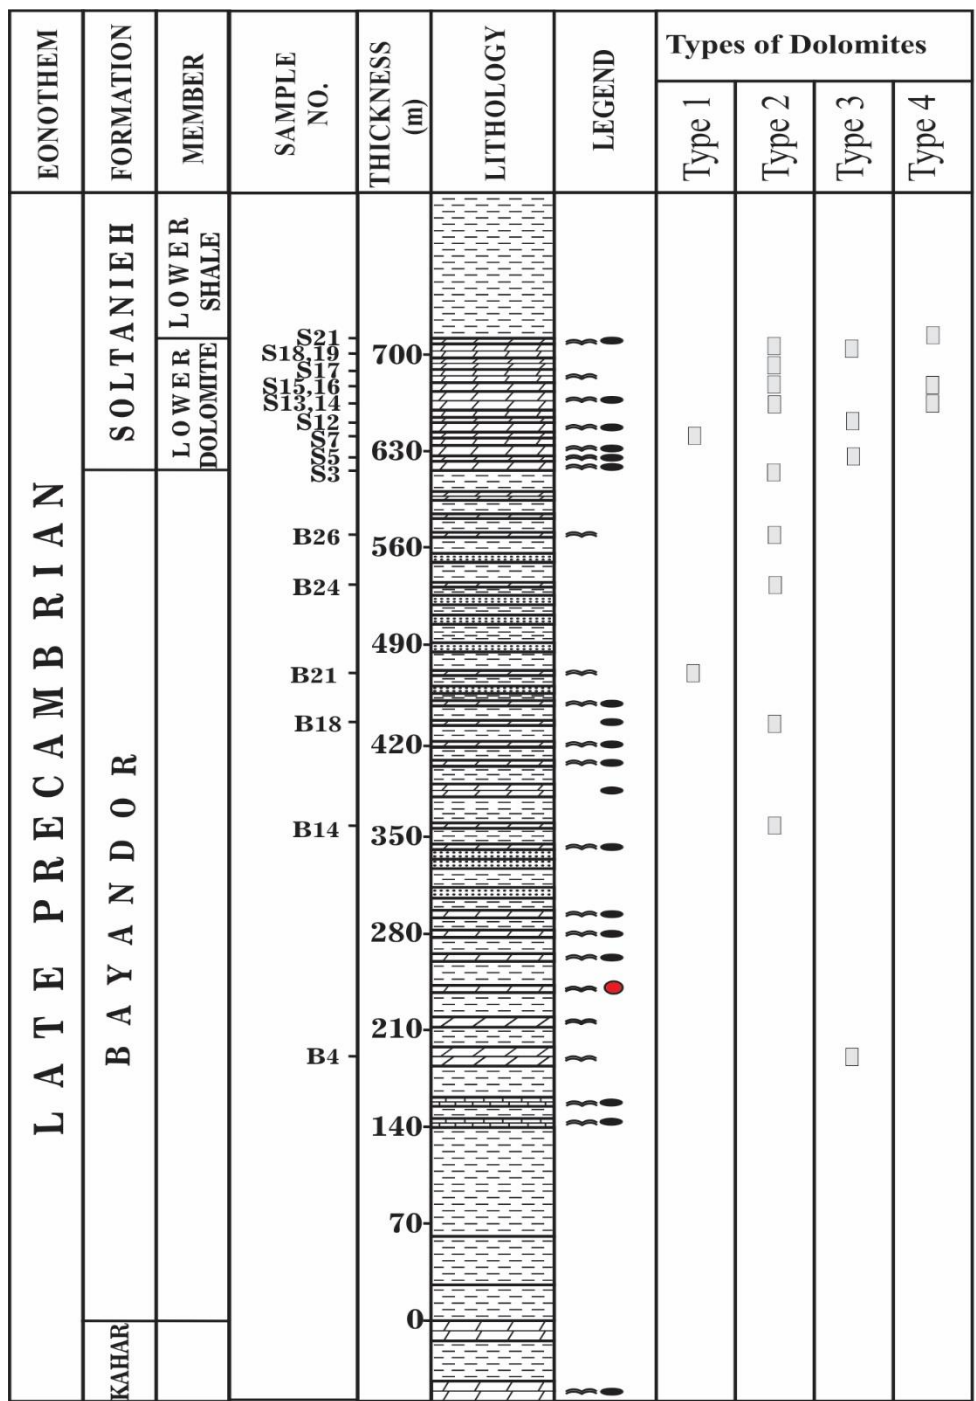 EONOTHEM
FORMATION
MEMBER
SAMPLE
NO.
THICKNESS
(m)
LITHOLOGY
LEGEND
Types of Dolomites
Type 1
Type 2
Type 3
Type 4
LATE PRECAMBRIAN
SOLTANIEH
BAYANDOR
KAHAR
LOWER
SHALE
LOWER
DOLOMITE
S21
S18,19
S17
S15,16
S13,14
S12
S7
S5
S3
B26
B24
B21
B18
B14
B4
700
630
560
490
420
350
280
210
140
70
0